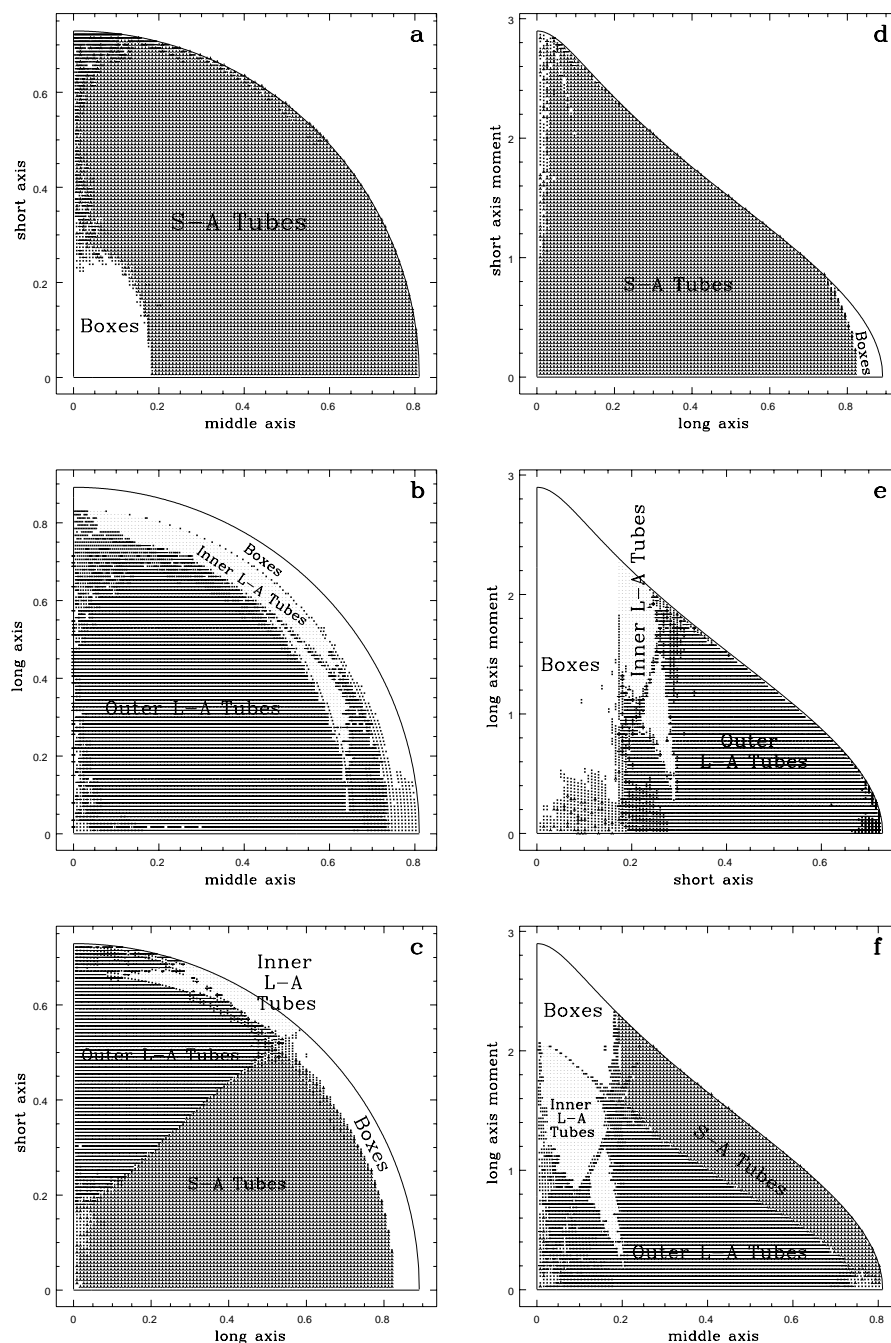 a
0.6
0.4
0.2
0
short axis
S-A Tubes
Boxes
0
0.2
0.4
0.6
0.8
middle axis
d
3
2
1
0
short axis moment
S-A Tubes
Boxes
0
0.2
0.4
0.6
0.8
long axis
b
0.8
0.6
0.4
0.2
0
long axis
Boxes
Inner L-A Tubes
Outer L-A Tubes
0
0.2
0.4
0.6
0.8
middle axis
e
3
2
1
0
long axis moment
Inner L-A Tubes
Boxes
Outer
L-A Tubes
0
0.2
0.4
0.6
short axis
c
0.6
0.4
0.2
0
short axis
Inner
L-A
Tubes
Outer L-A Tubes
Boxes
S-A Tubes
0
0.2
0.4
0.6
0.8
long axis
f
3
2
1
0
long axis moment
Boxes
Inner
L-A
Tubes
S-A Tubes
Outer L-A Tubes
0
0.2
0.4
0.6
0.8
middle axis